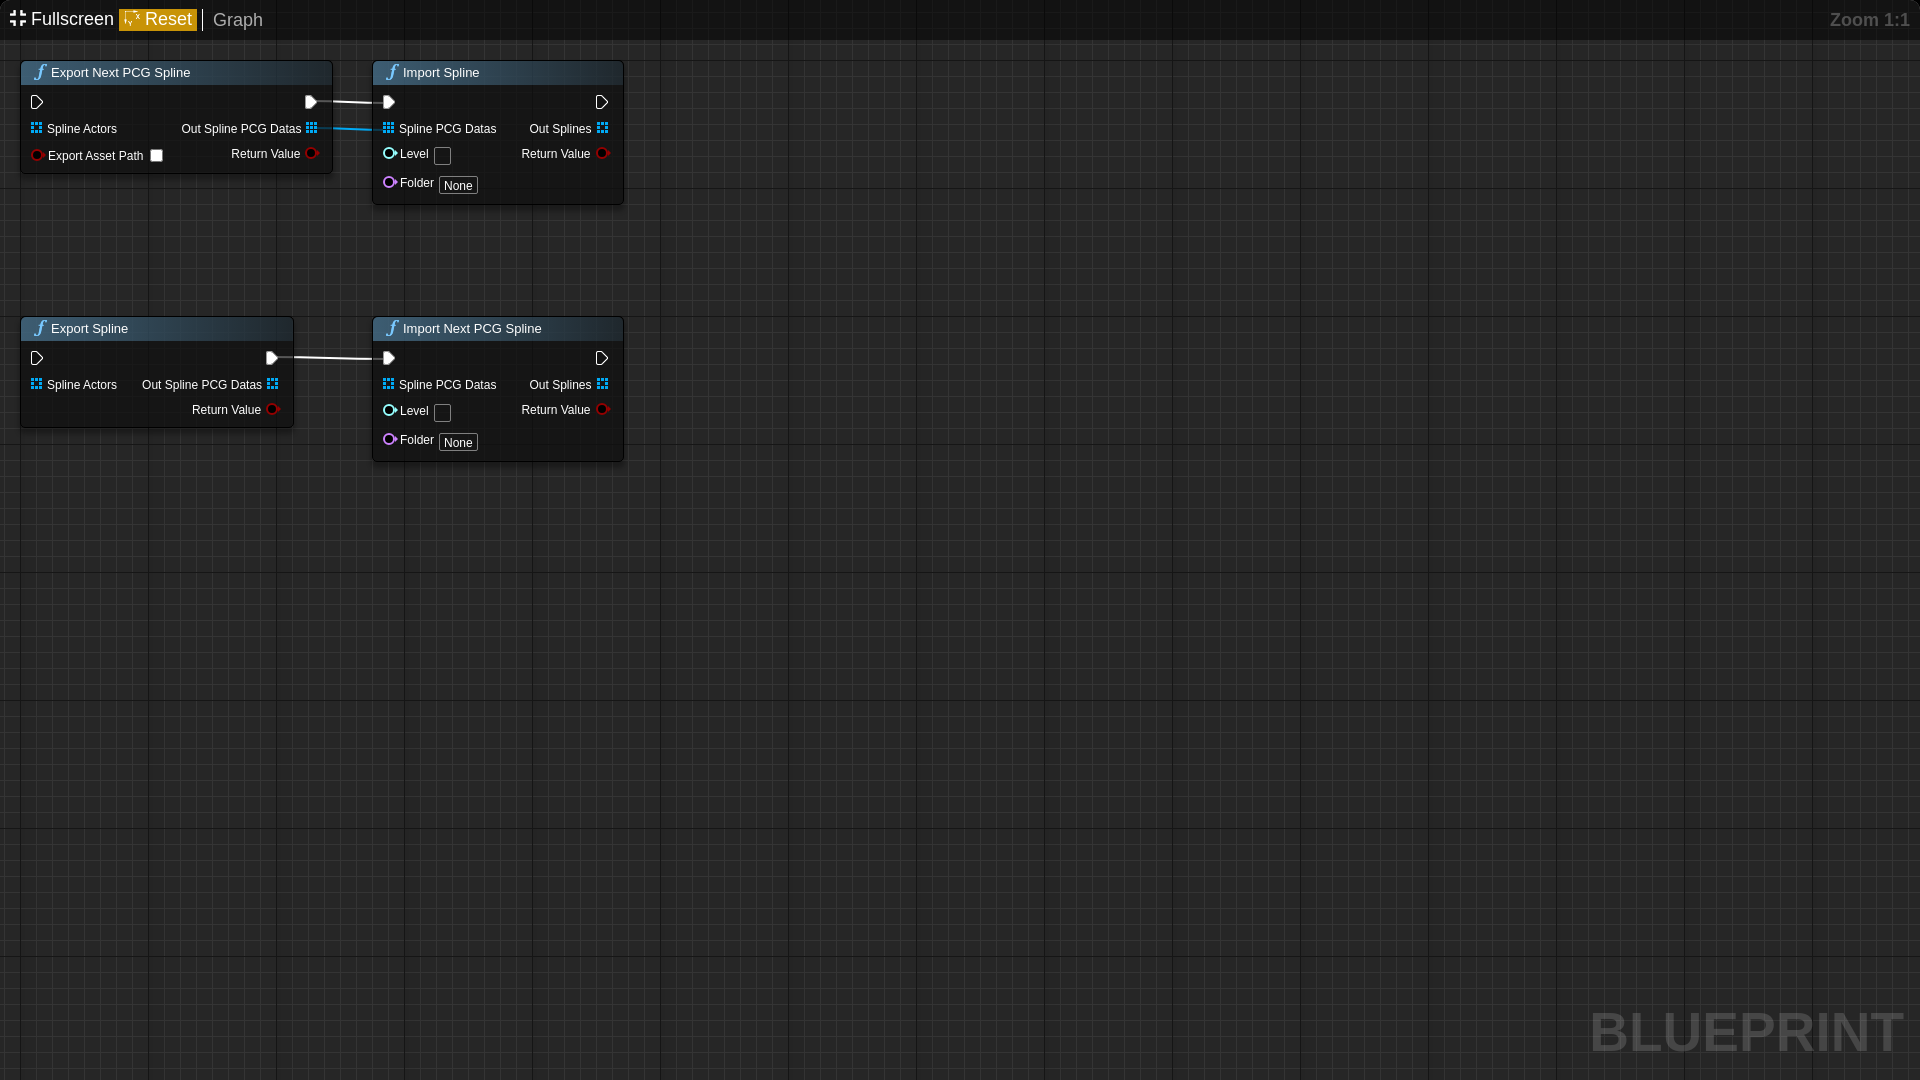 Fullscreen Reset Graph Zoom 1:1
Export Next PCG Spline
Spline Actors Out Spline PCG Datas
Export Asset Path Return Value
Import Spline
Spline PCG Datas Out Splines
Level Return Value
Folder None
Export Spline
Spline Actors Out Spline PCG Datas
Return Value
Import Next PCG Spline
Spline PCG Datas Out Splines
Level Return Value
Folder None
BLUEPRINT